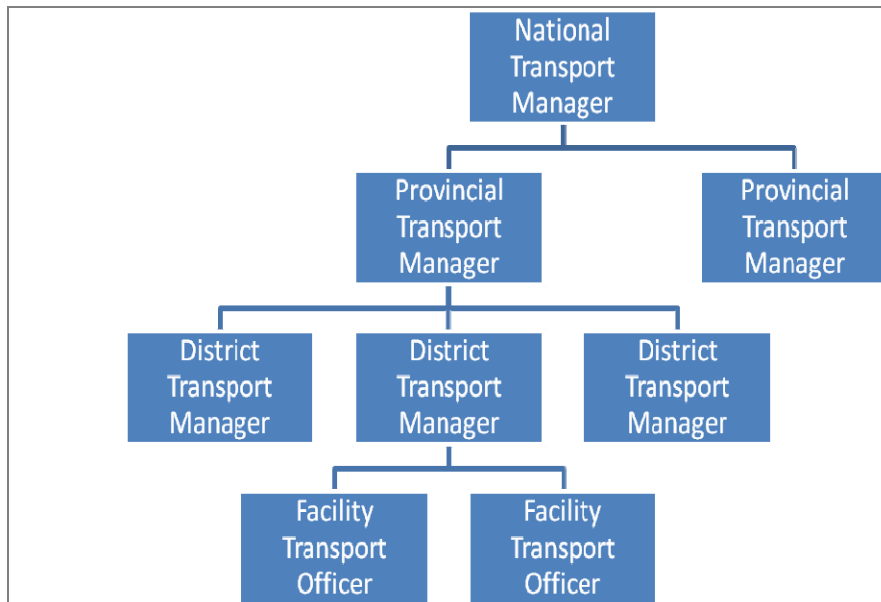 National
Transport
Manager
Provincial
Transport
Manager
Provincial
Transport
Manager
District
Transport
Manager
District
Transport
Manager
District
Transport
Manager
Facility
Transport
Officer
Facility
Transport
Officer